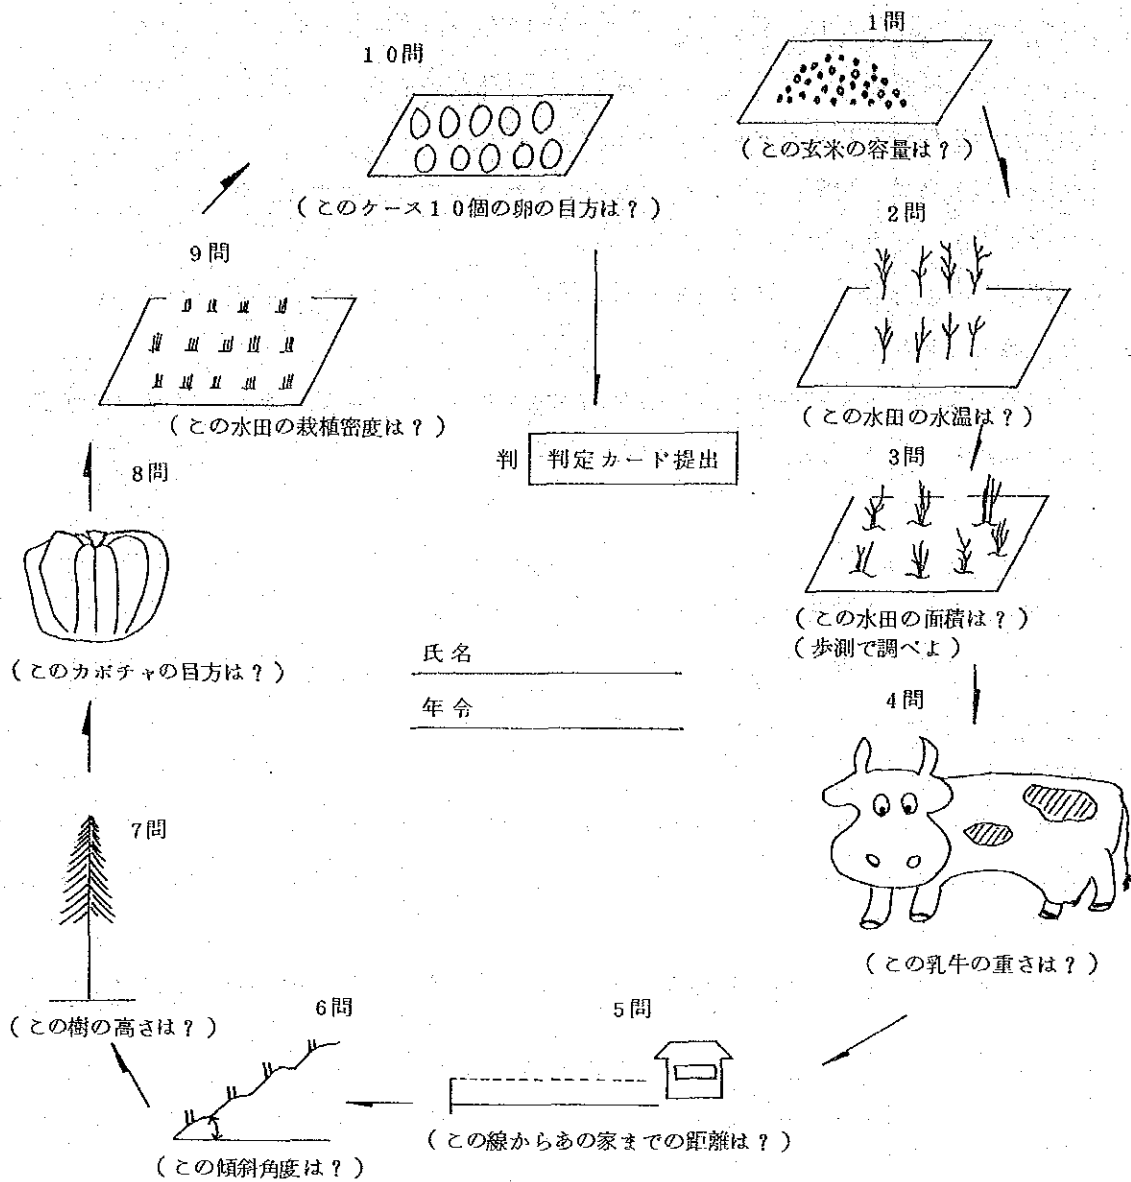 1問
(この玄米の容量は?)
2問
(この水田の水温は?)
3問
(この水田の面積は?)
(歩測で調べよ)
4問
(この乳牛の重さは?)
5問
(この線からあの家までの距離は?)
6問
(この傾斜角度は?)
7問
(この樹の高さは?)
8問
(このカボチャの目方は?)
9問
(この水田の栽植密度は?)
10問
(このケース10個の卵の目方は?)
判 判定カード提出
氏名
年令